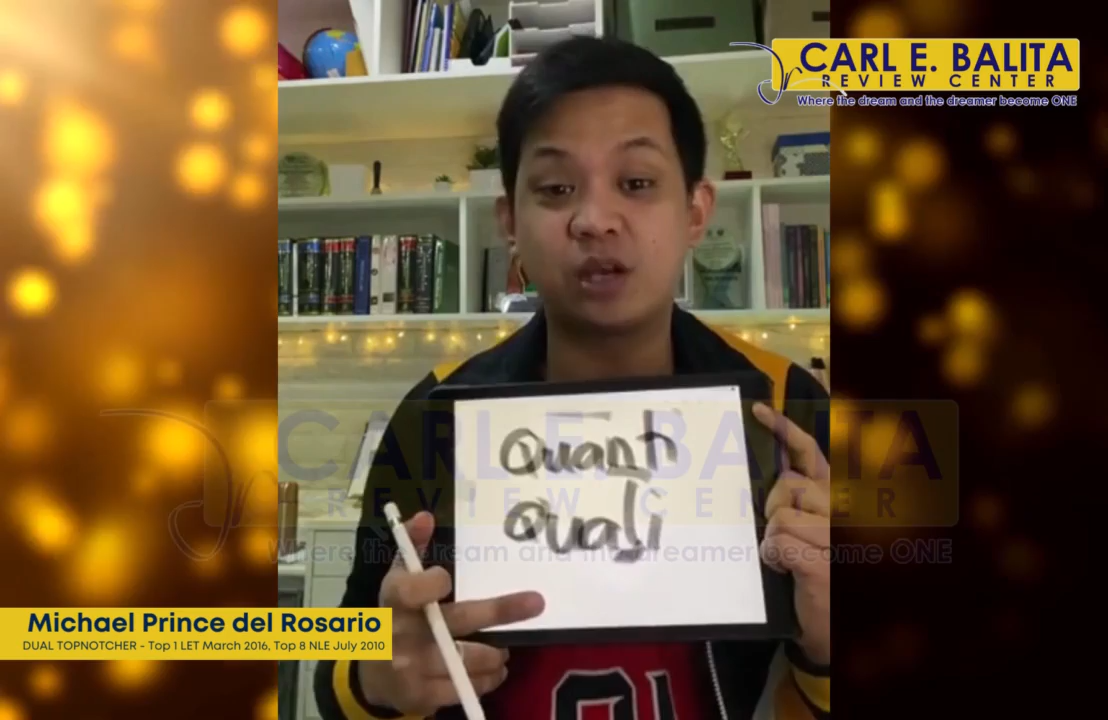 CARL E. BALITA
REVIEW CENTER
Where the dream and the dreamer become ONE
Quanti
Quali
CARL E. BALITA
REVIEW CENTER
Where the dream and the dreamer become ONE
Michael Prince del Rosario
DUAL TOPNOTCHER - Top 1 LET March 2016, Top 8 NLE July 2010